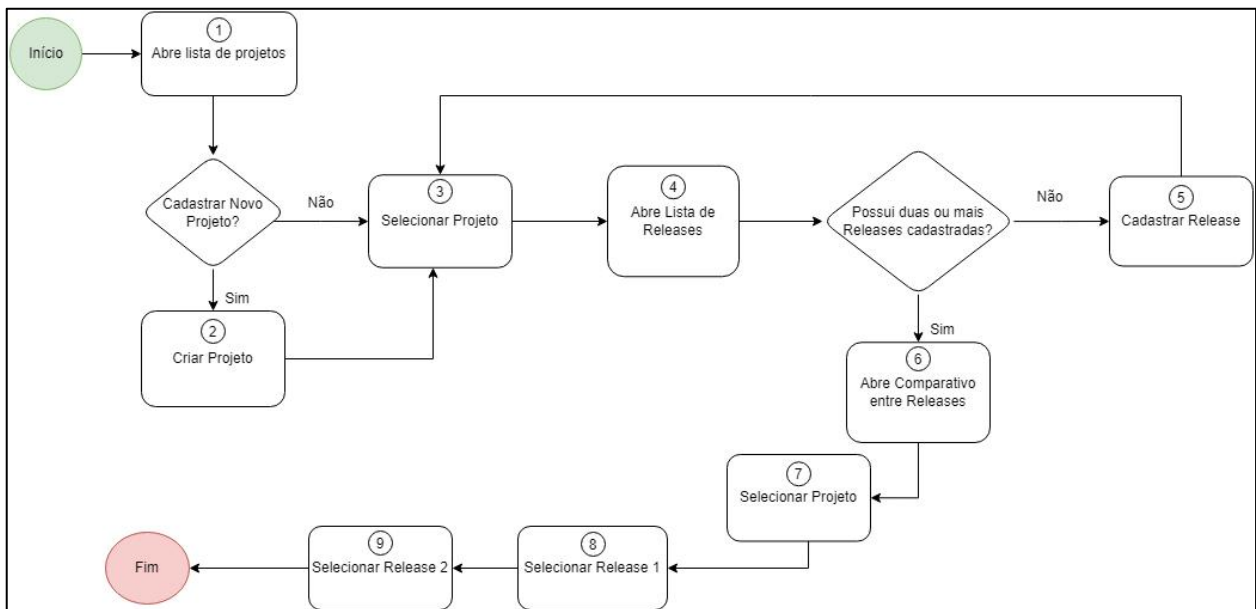 Início
1
Abre lista de projetos
Cadastrar Novo
Projeto?
Não
Sim
2
Criar Projeto
3
Selecionar Projeto
4
Abre Lista de
Releases
Possui duas ou mais
Releases cadastradas?
Não
5
Cadastrar Release
Sim
6
Abre Comparativo
entre Releases
7
Selecionar Projeto
8
Selecionar Release 1
9
Selecionar Release 2
Fim